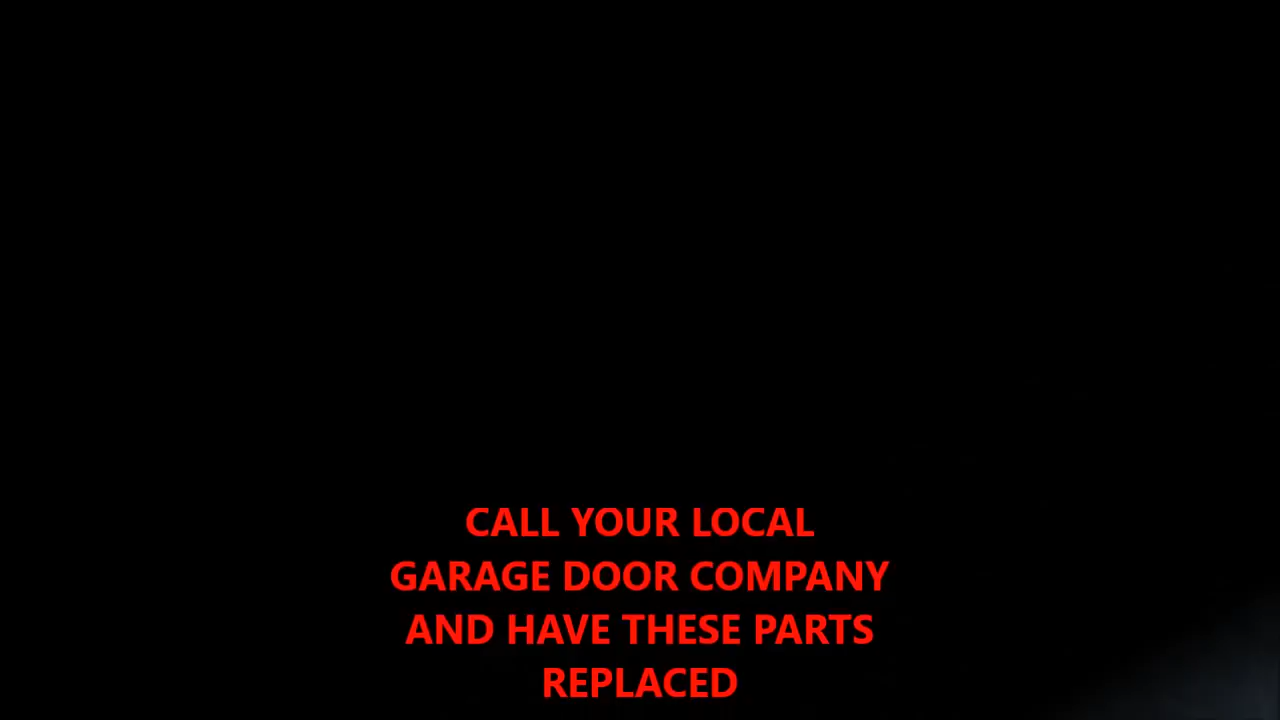 CALL YOUR LOCAL
GARAGE DOOR COMPANY
AND HAVE THESE PARTS
REPLACED